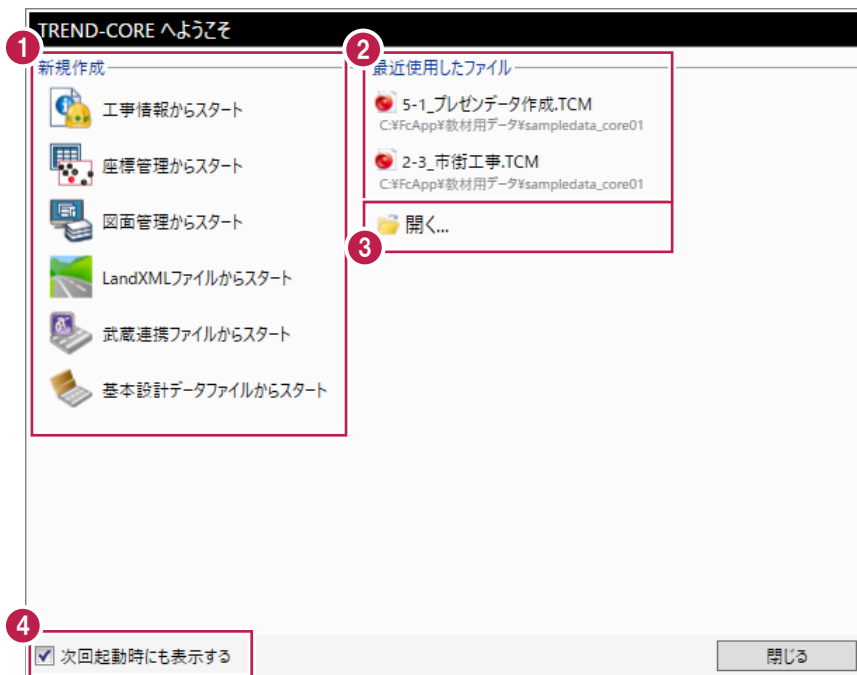 TREND-CORE へようこそ
1
新規作成
工事情報からスタート
座標管理からスタート
図面管理からスタート
LandXMLファイルからスタート
武蔵連携ファイルからスタート
基本設計データファイルからスタート
2
最近使用したファイル
5-1_プレゼンデータ作成.TCM
C:¥FcApp¥教材用データ¥sampledata_core01
2-3_市街工事.TCM
C:¥FcApp¥教材用データ¥sampledata_core01
3
開く...
4
次回起動時にも表示する
閉じる